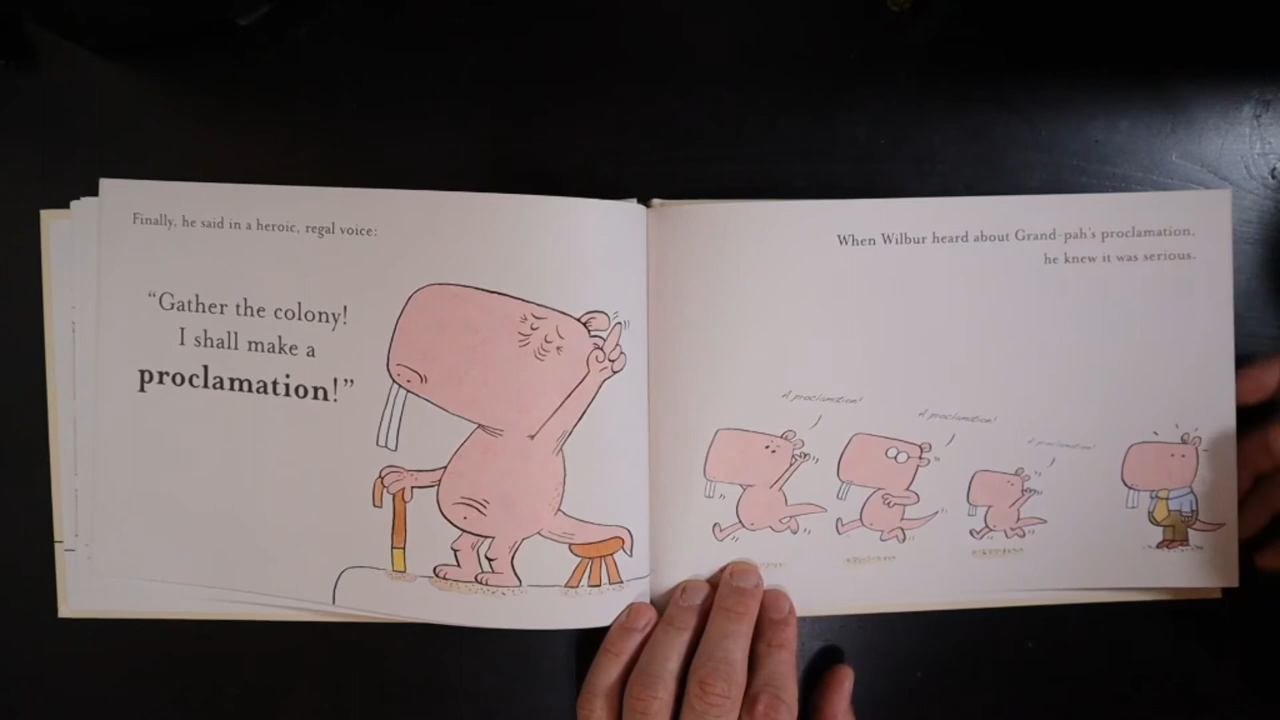 Finally, he said in a heroic, regal voice:
“Gather the colony!
I shall make a
proclamation!”
When Wilbur heard about Grand-pah's proclamation,
he knew it was serious.
A proclamation!
A proclamation!
A proclamation!